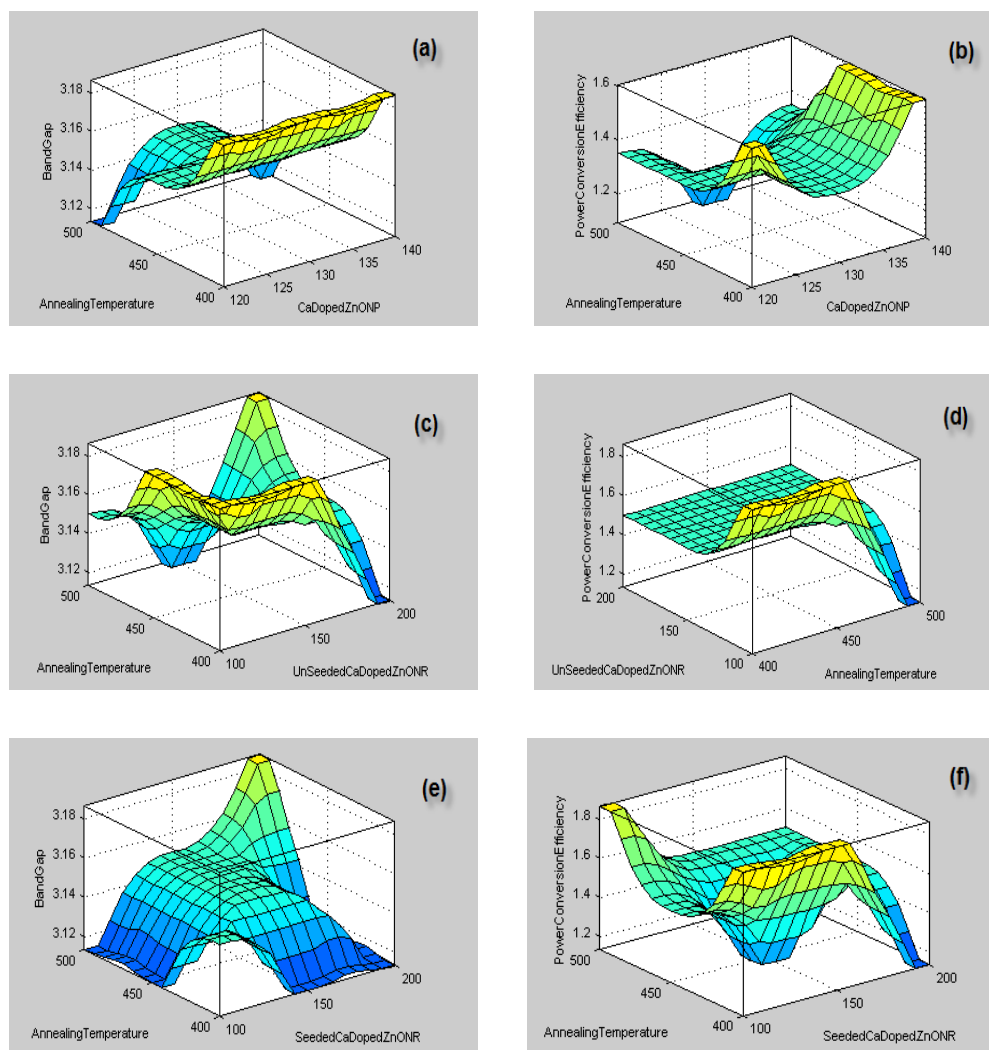 (a)
BandGap
3.18
3.16
3.14
3.12
500
450
400
AnnealingTemperature
120
125
130
135
140
CaDopedZnONP
(b)
PowerConversionEfficiency
1.6
1.4
1.2
500
450
400
AnnealingTemperature
120
125
130
135
140
CaDopedZnONP
(c)
BandGap
3.18
3.16
3.14
3.12
500
450
400
AnnealingTemperature
100
150
200
UnSeededCaDopedZnONR
(d)
PowerConversionEfficiency
1.8
1.6
1.4
1.2
200
150
100
UnSeededCaDopedZnONR
400
450
500
AnnealingTemperature
(e)
BandGap
3.18
3.16
3.14
3.12
500
450
400
AnnealingTemperature
100
150
200
SeededCaDopedZnONR
(f)
PowerConversionEfficiency
1.8
1.6
1.4
1.2
500
450
400
AnnealingTemperature
100
150
200
SeededCaDopedZnONR